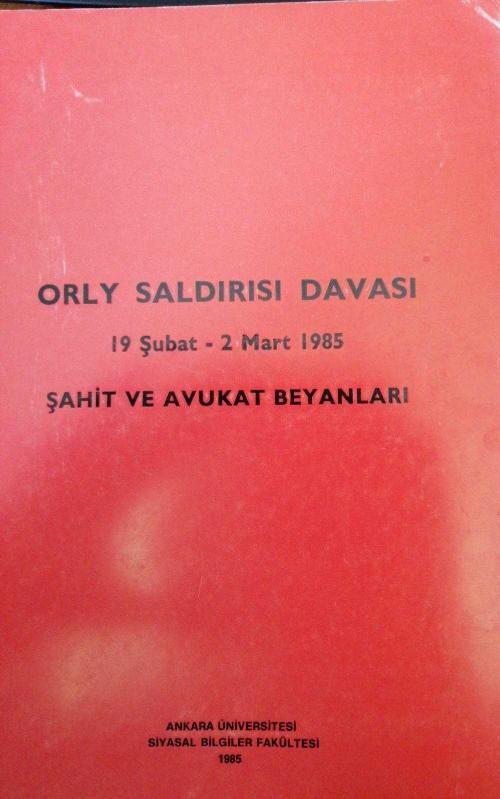 ORLY SALDIRISI DAVASI
19 Şubat - 2 Mart 1985
ŞAHİT VE AVUKAT BEYANLARI
ANKARA ÜNİVERSİTESİ
SİYASAL BİLGİLER FAKÜLTESİ
1985